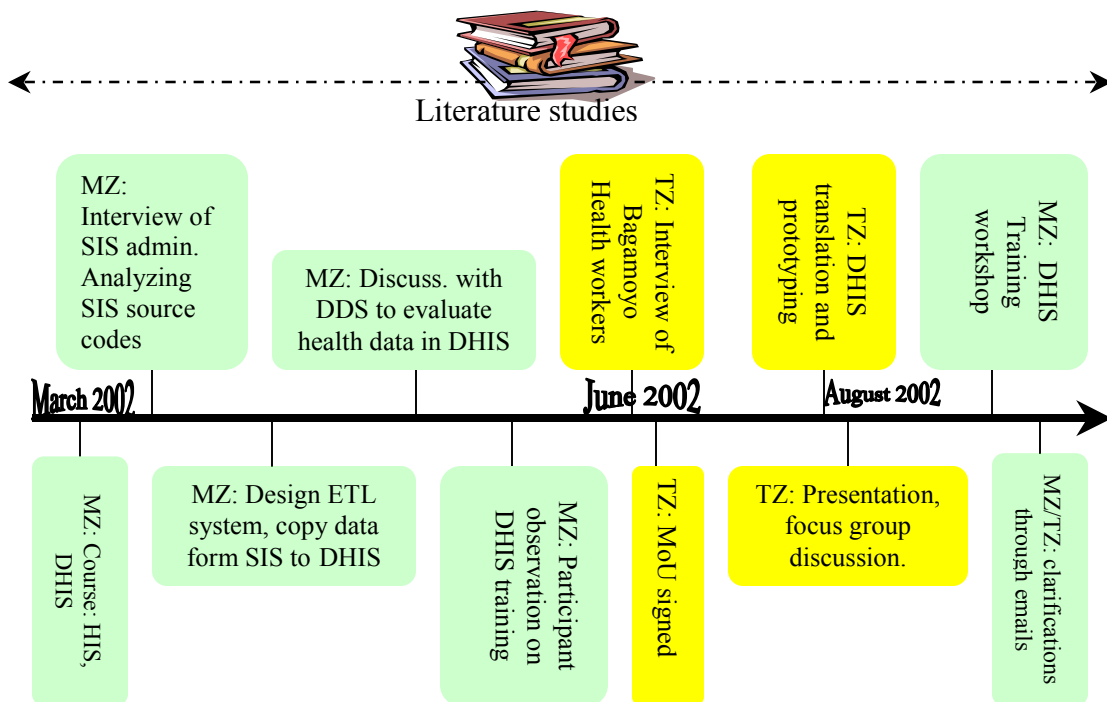 Literature studies
MZ:
Interview of
SIS admin.
Analyzing
SIS source
codes
MZ: Discuss. with
DDS to evaluate
health data in DHIS
TZ: Interview of
Bagamoyo
Health workers
TZ: DHIS
translation and
prototyping
MZ: DHIS
Training
workshop
March 2002
June 2002
August 2002
MZ: Course: HIS,
DHIS
MZ: Design ETL
system, copy data
form SIS to DHIS
MZ: Participant
observation on
DHIS training
TZ: MoU signed
TZ: Presentation,
focus group
discussion.
MZ/TZ: clarifications
through emails